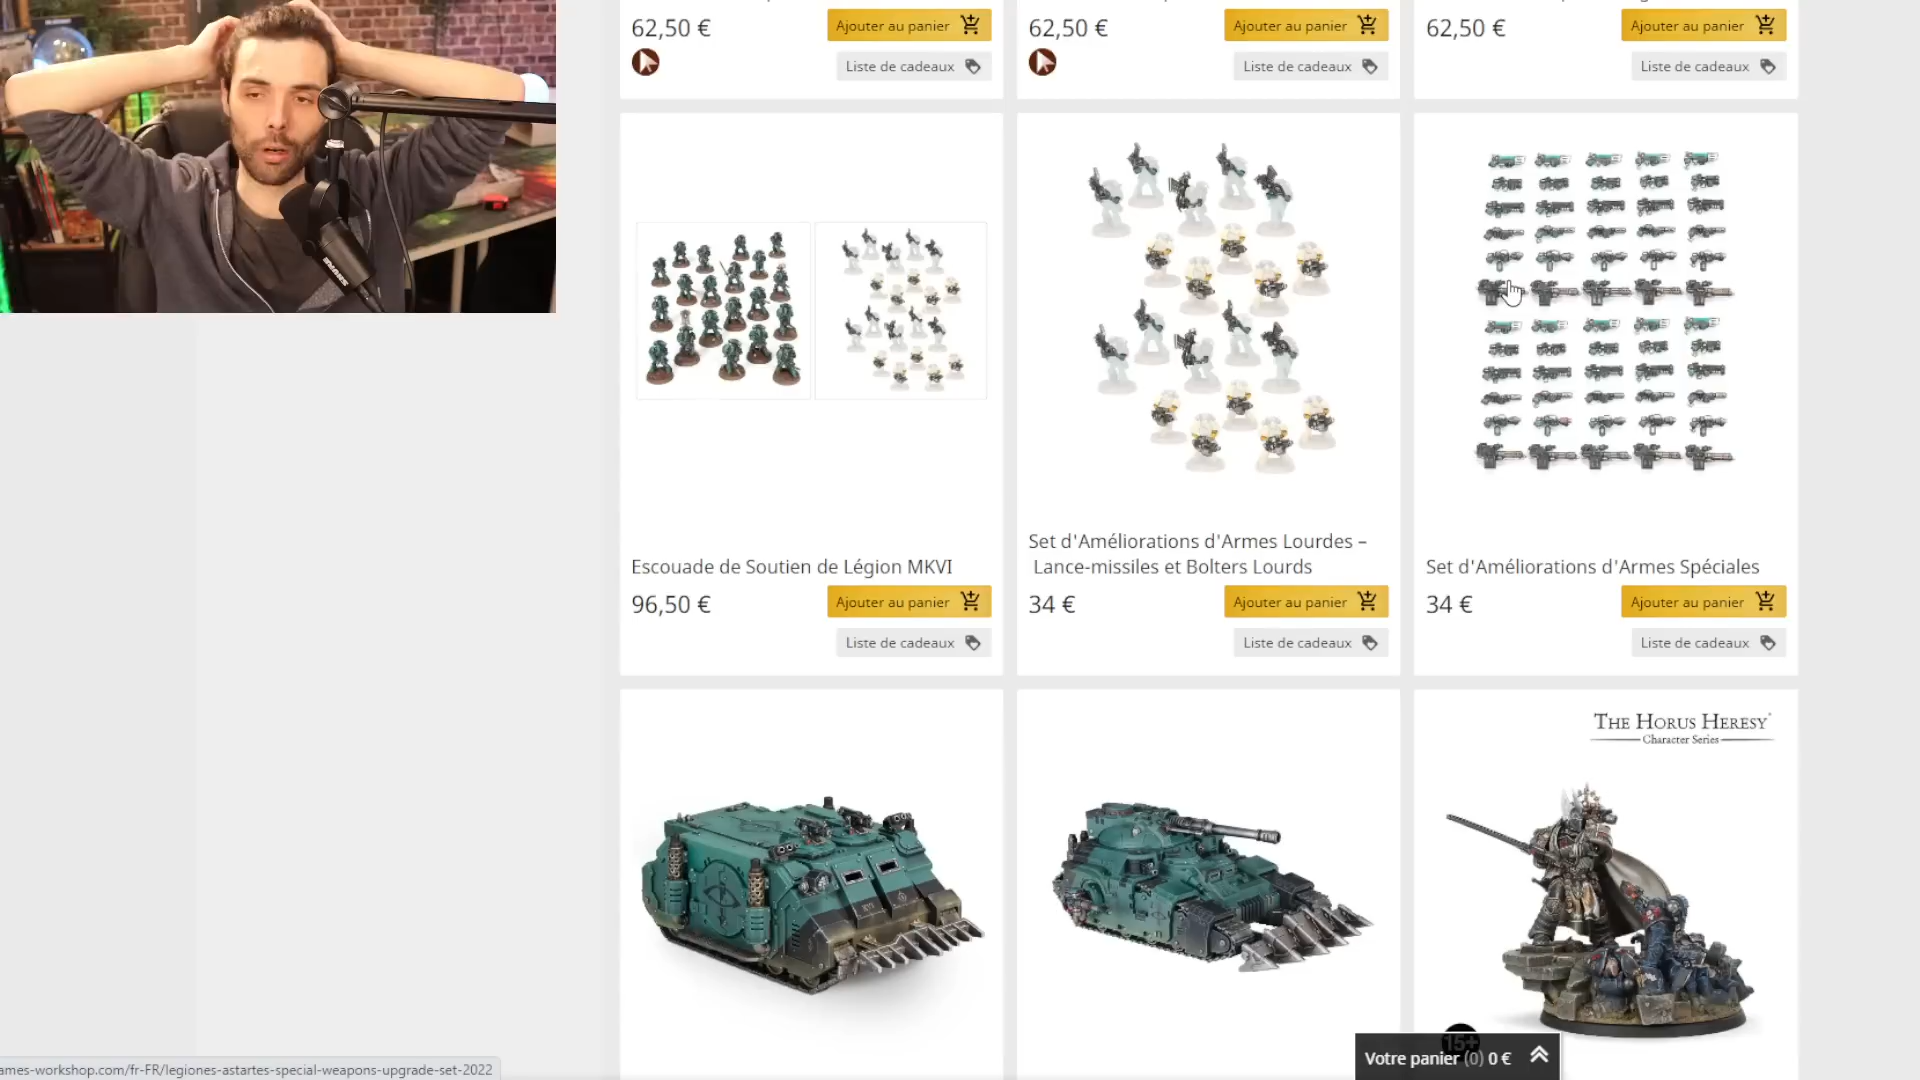 62,50 €
Ajouter au panier
Liste de cadeaux
62,50 €
Ajouter au panier
Liste de cadeaux
62,50 €
Ajouter au panier
Liste de cadeaux
Escouade de Soutien de Légion MKVI
96,50 €
Ajouter au panier
Liste de cadeaux
Set d'Améliorations d'Armes Lourdes –
Lance-missiles et Bolters Lourds
34 €
Ajouter au panier
Liste de cadeaux
Set d'Améliorations d'Armes Spéciales
34 €
Ajouter au panier
Liste de cadeaux
THE HORUS HERESY
Character Series
15+
Votre panier (0) 0 €
ames-workshop.com/fr-FR/legiones-astartes-special-weapons-upgrade-set-2022